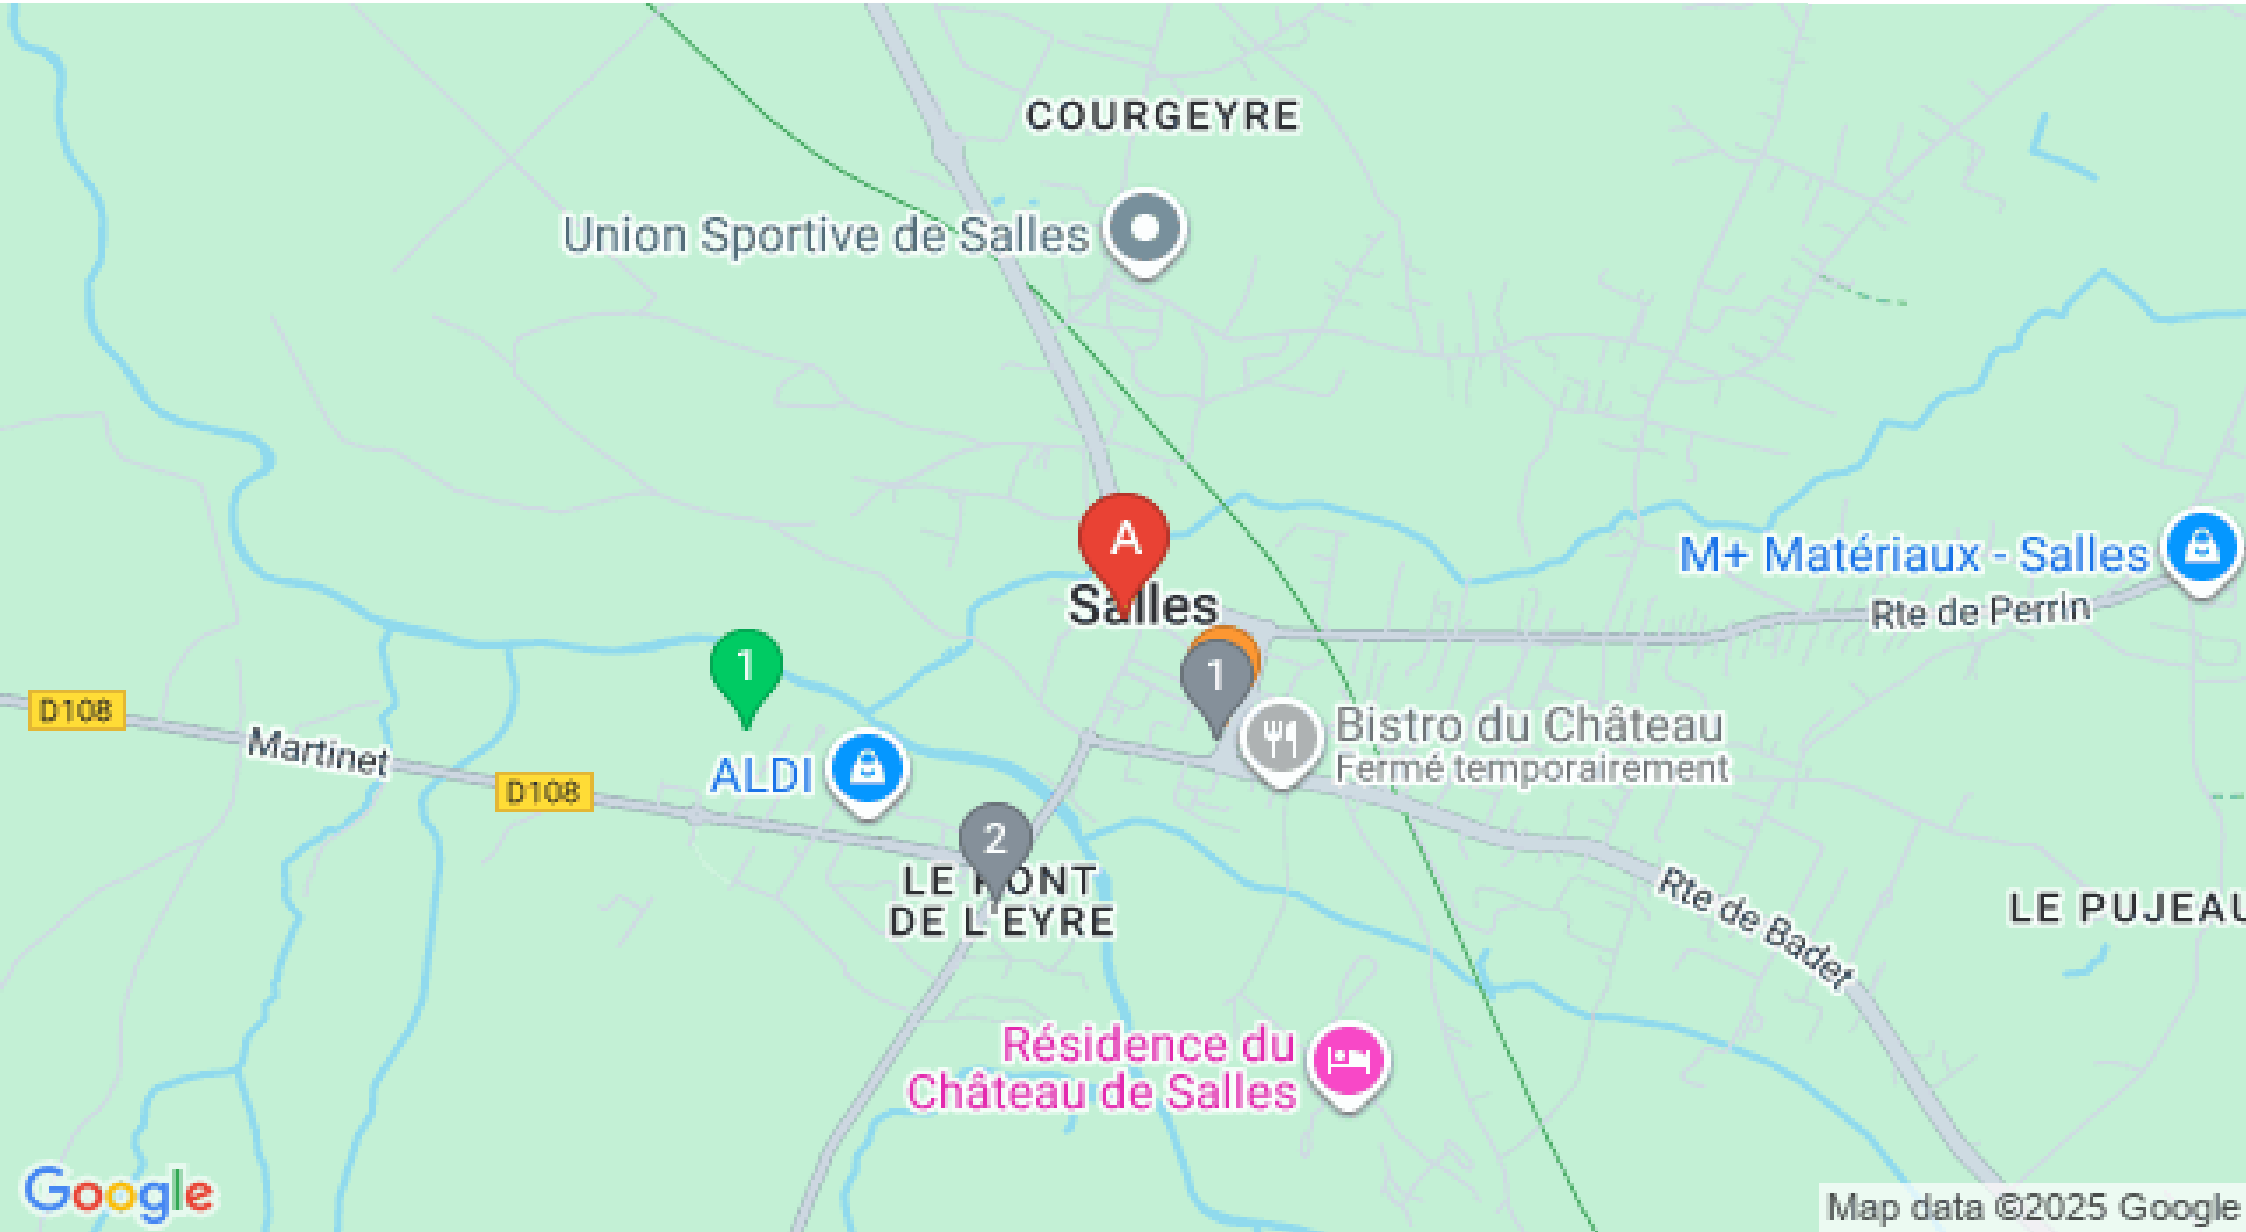 COURGEYRE
Union Sportive de Salles
A
Salles
M+ Matériaux - Salles
Rte de Perrin
1
1
D108
Martinet
D108
ALDI
Bistro du Château
Fermé temporairement
2
LE PONT
DE L'EYRE
Rte de Badet
LE PUJEAU
Résidence du
Château de Salles
Google
Map data ©2025 Google